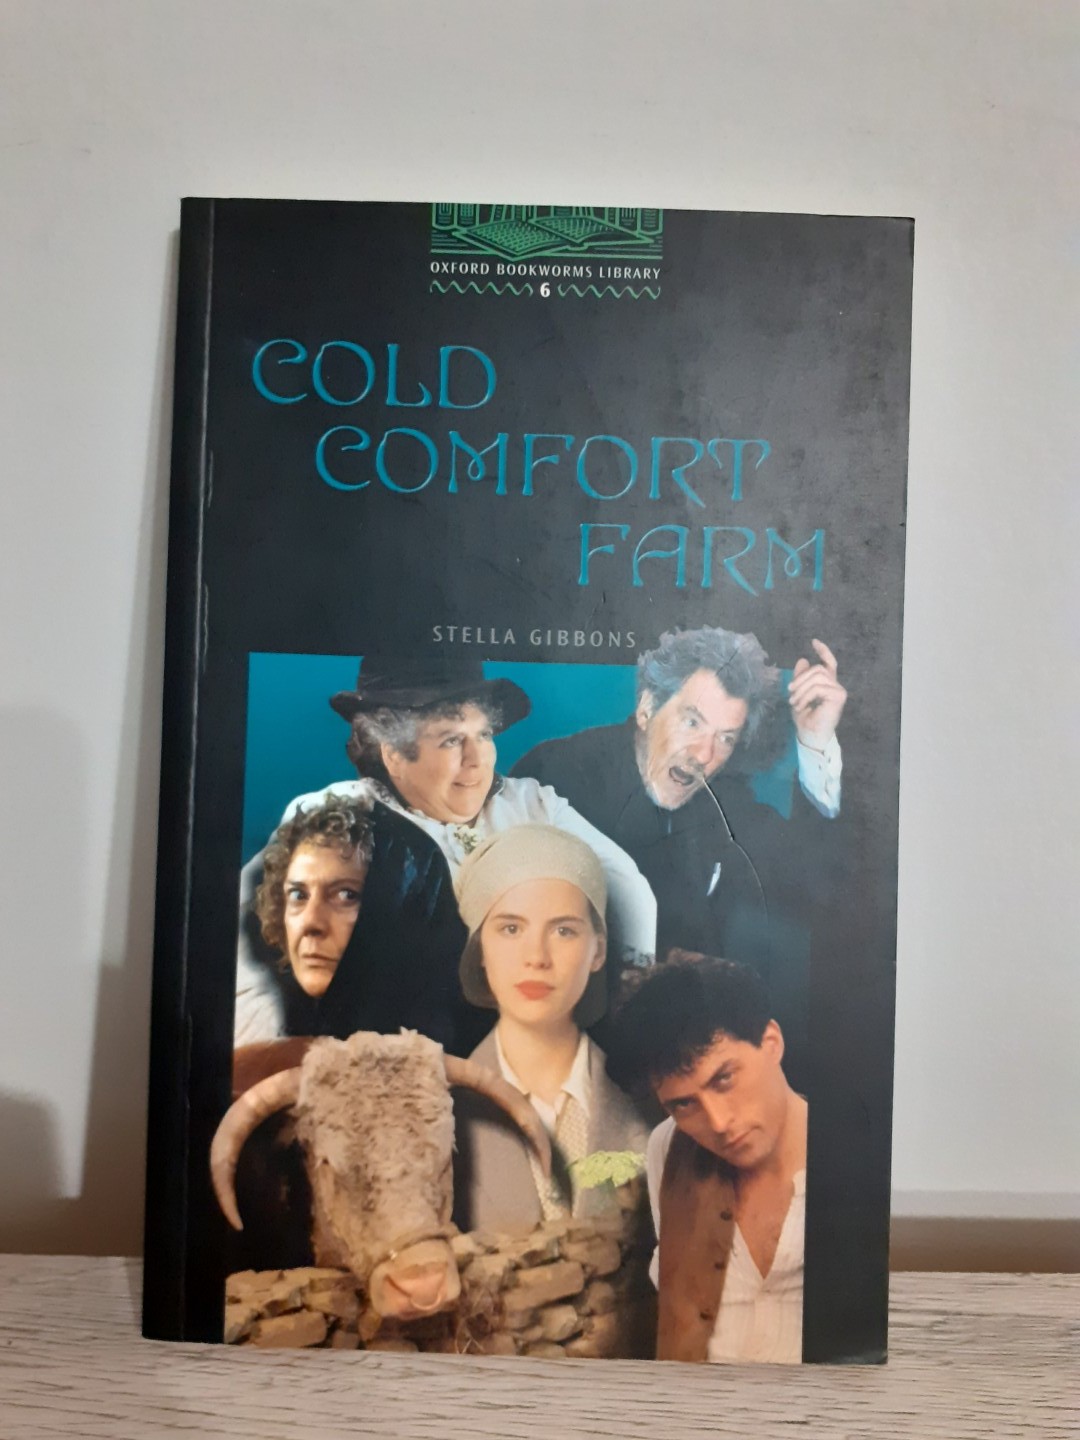 OXFORD BOOKWORMS LIBRARY
6
COLD
COMFORT
FARM
STELLA GIBBONS